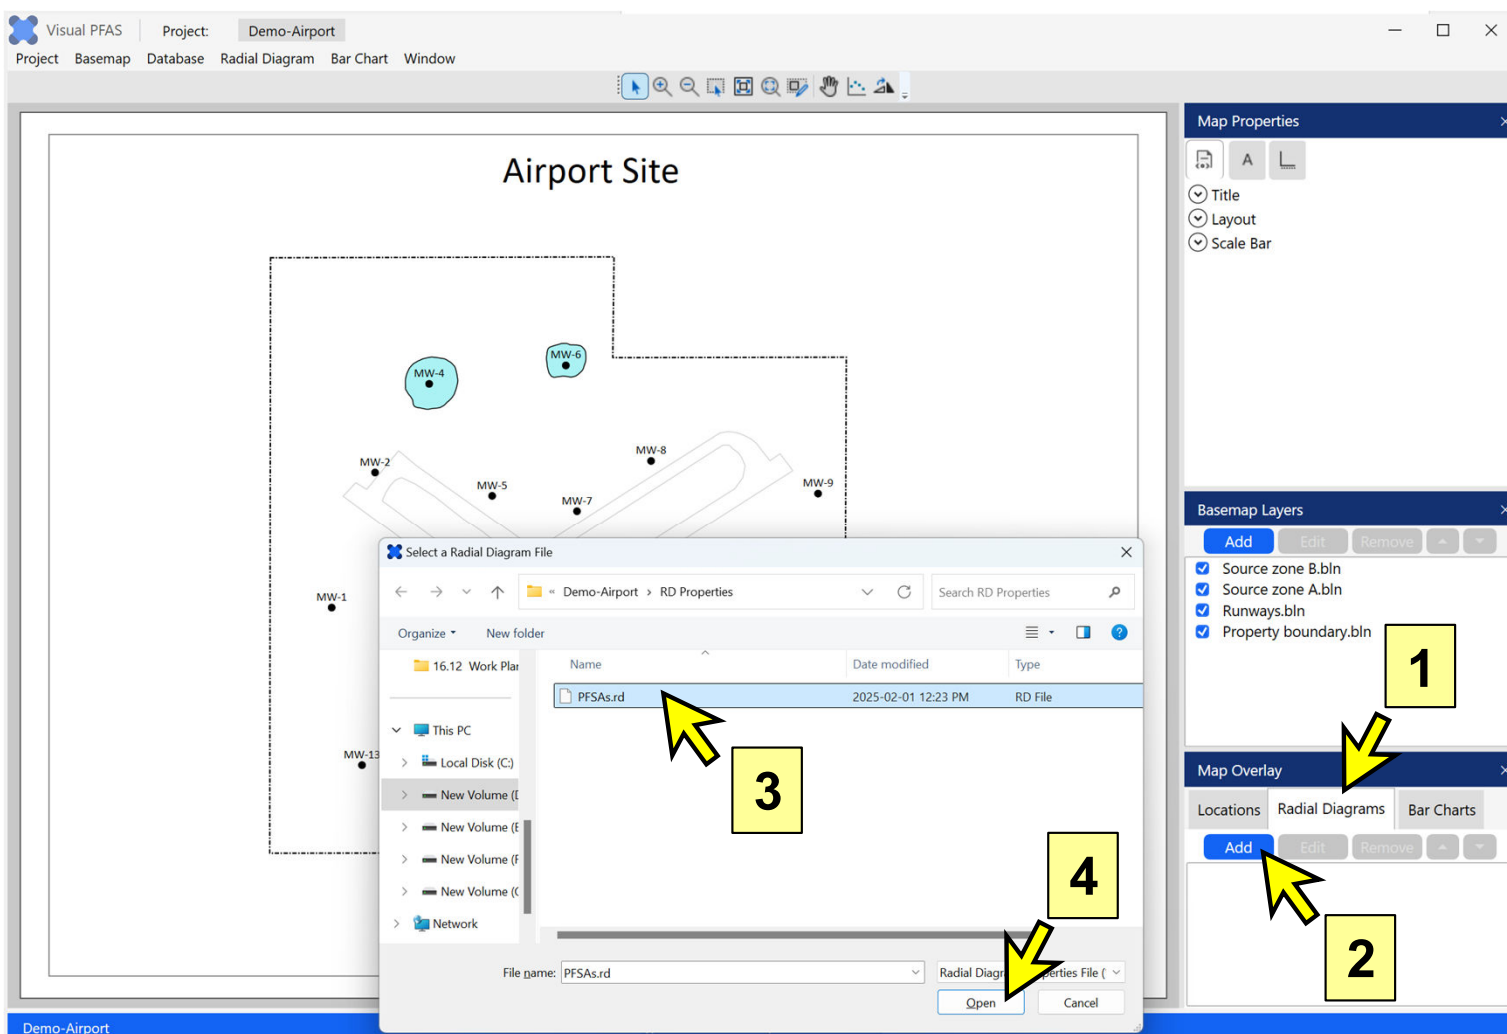 Visual PFAS Project: Demo-Airport
Project Basemap Database Radial Diagram Bar Chart Window
Airport Site
MW-6
MW-4
MW-8
MW-2
MW-5
MW-9
MW-7
MW-1
MW-13
Map Properties
A
Title
Layout
Scale Bar
Basemap Layers
Add Edit Remove
Source zone B.bln
Source zone A.bln
Runways.bln
Property boundary.bln
1
Map Overlay
Locations Radial Diagrams Bar Charts
Add Edit Remove
2
Select a Radial Diagram File
« Demo-Airport > RD Properties
Search RD Properties
Organize New folder
Name Date modified Type
16.12 Work Plan
PFSAs.rd 2025-02-01 12:23 PM RD File
This PC
Local Disk (C:)
New Volume (D
New Volume (E
New Volume (F
New Volume (G
Network
3
4
File name: PFSAs.rd
Radial Diagr perties File (
Open Cancel
Demo-Airport